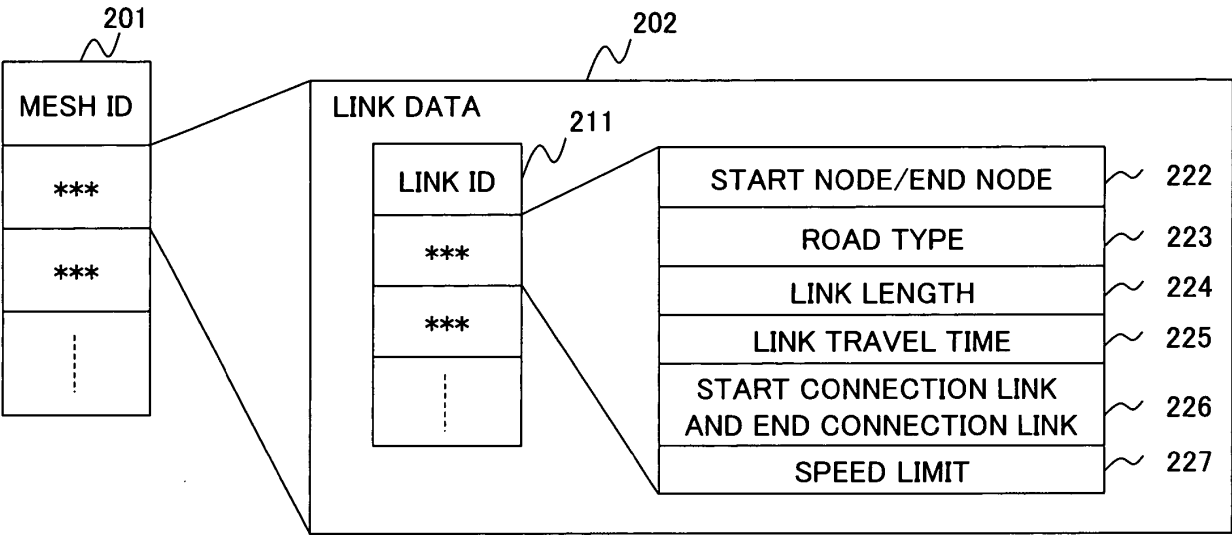 201
MESH ID
***
***
202
LINK DATA
211
LINK ID
***
***
START NODE/END NODE
222
ROAD TYPE
223
LINK LENGTH
224
LINK TRAVEL TIME
225
START CONNECTION LINK
AND END CONNECTION LINK
226
SPEED LIMIT
227